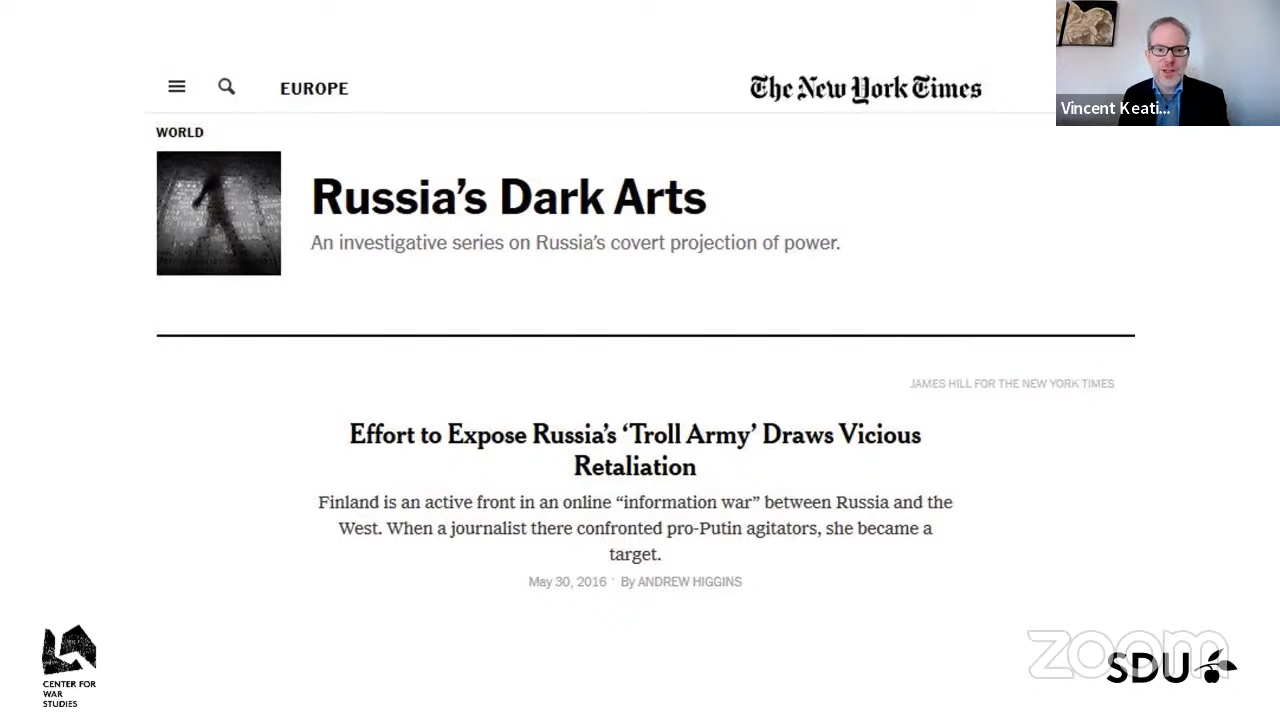 EUROPE
The New York Times
Vincent Keati...
WORLD
Russia's Dark Arts
An investigative series on Russia's covert projection of power.
JAMES HILL FOR THE NEW YORK TIMES
Effort to Expose Russia's ‘Troll Army’ Draws Vicious
Retaliation
Finland is an active front in an online “information war” between Russia and the
West. When a journalist there confronted pro-Putin agitators, she became a
target.
May 30, 2016 · By ANDREW HIGGINS
CENTER FOR
WAR
STUDIES
zoom
SDU